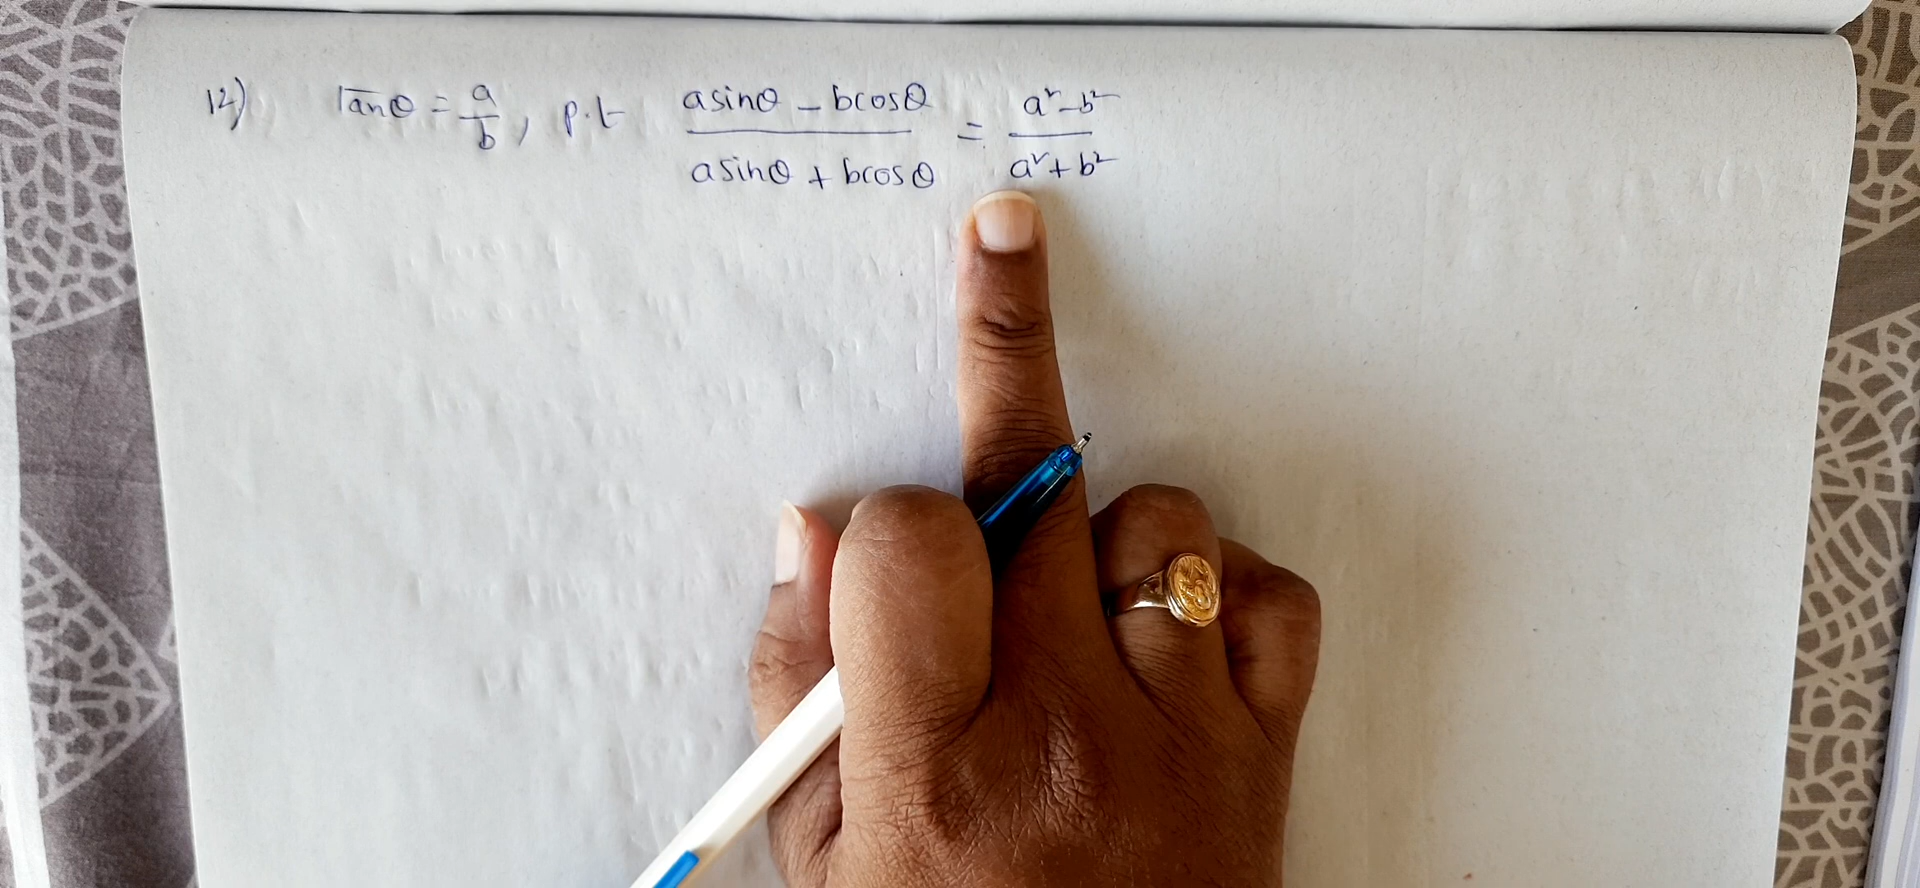 12) Tanθ = a/b, p.t (asinθ - bcosθ)/(asinθ + bcosθ) = (a² - b²)/(a² + b²)